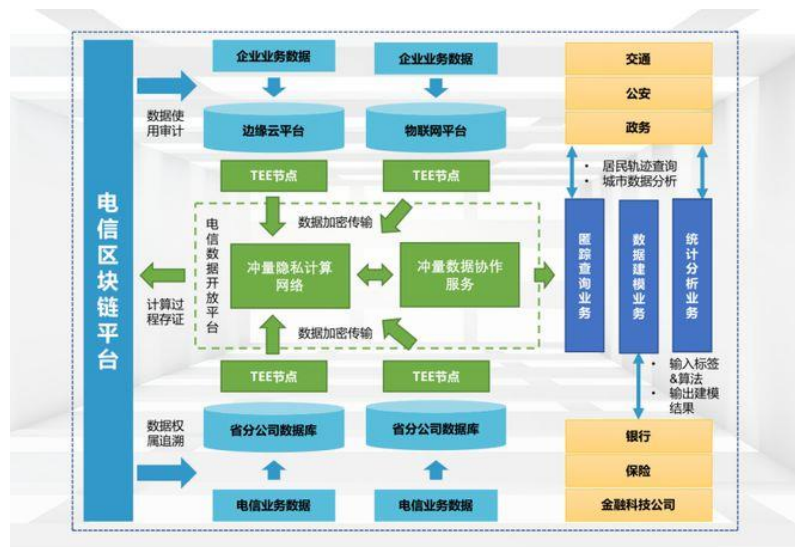 电信区块链平台
数据使
用审计
计算过
程存证
数据权
属追溯
企业业务数据
企业业务数据
边缘云平台
物联网平台
TEE节点
TEE节点
电信数据开放平台
数据加密传输
冲量隐私计算
网络
冲量数据协作
服务
数据加密传输
TEE节点
TEE节点
省分公司数据库
省分公司数据库
电信业务数据
电信业务数据
交通
公安
政务
• 居民轨迹查询
• 城市数据分析
匿踪查询业务
数据建模业务
统计分析业务
• 输入标签
&算法
• 输出建模
结果
银行
保险
金融科技公司